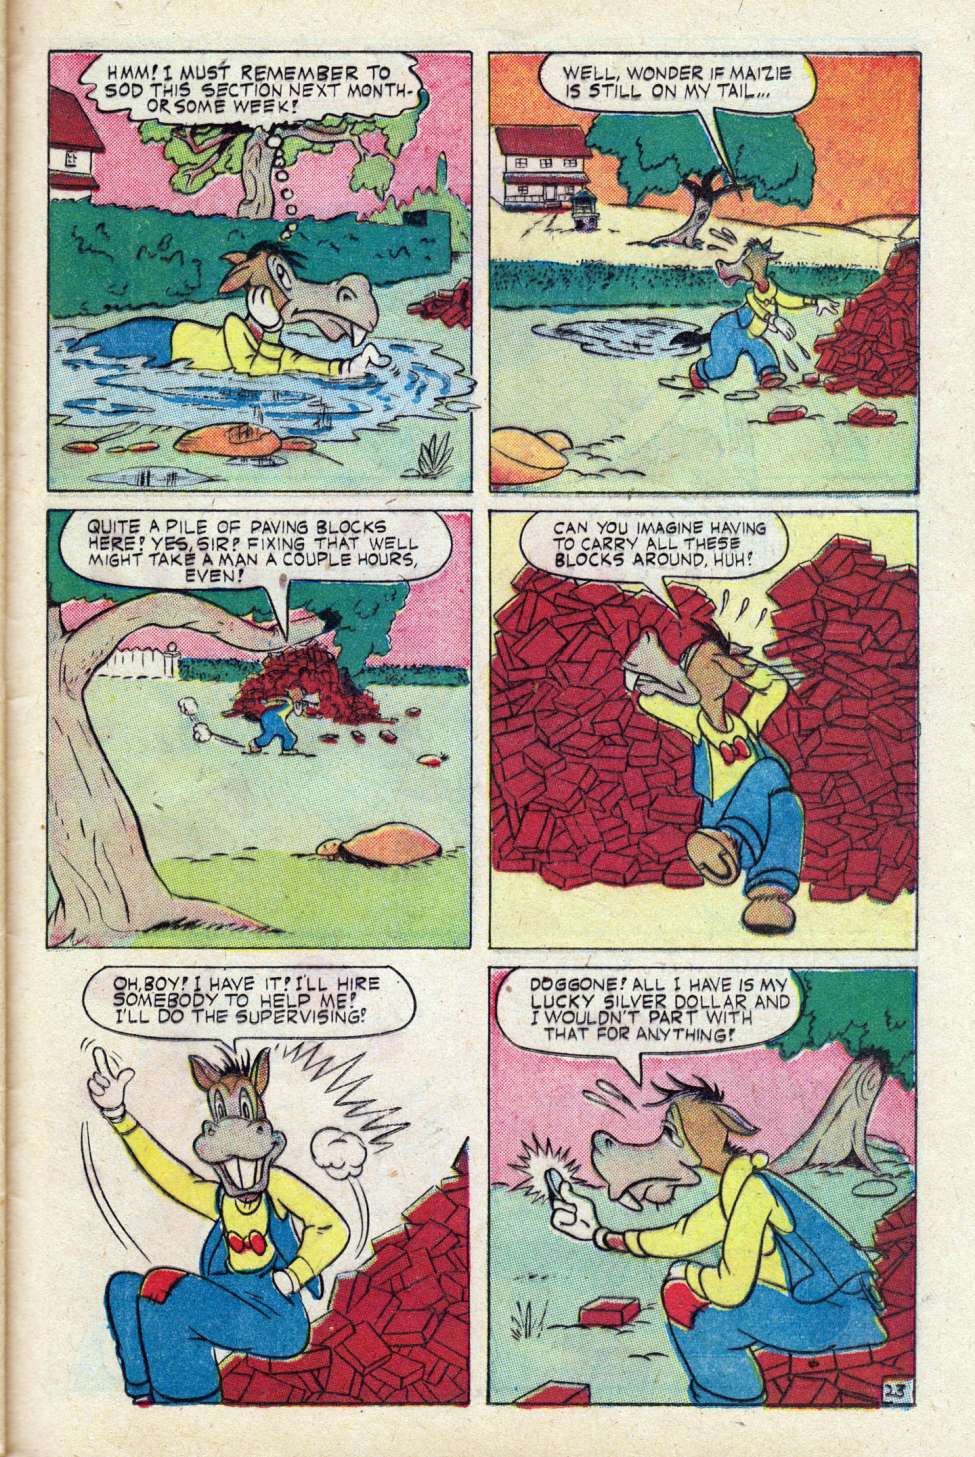 HMM! I MUST REMEMBER TO
SOD THIS SECTION NEXT MONTH-
OR SOME WEEK!
WELL, WONDER IF MAIZIE
IS STILL ON MY TAIL...
QUITE A PILE OF PAVING BLOCKS
HERE! YES, SIR! FIXING THAT WELL
MIGHT TAKE A MAN A COUPLE HOURS,
EVEN!
CAN YOU IMAGINE HAVING
TO CARRY ALL THESE
BLOCKS AROUND, HUH?
OH, BOY! I HAVE IT! I'LL HIRE
SOMEBODY TO HELP ME!
I'LL DO THE SUPERVISING!
DOGGONE! ALL I HAVE IS MY
LUCKY SILVER DOLLAR AND
I WOULDN'T PART WITH
THAT FOR ANYTHING!
23